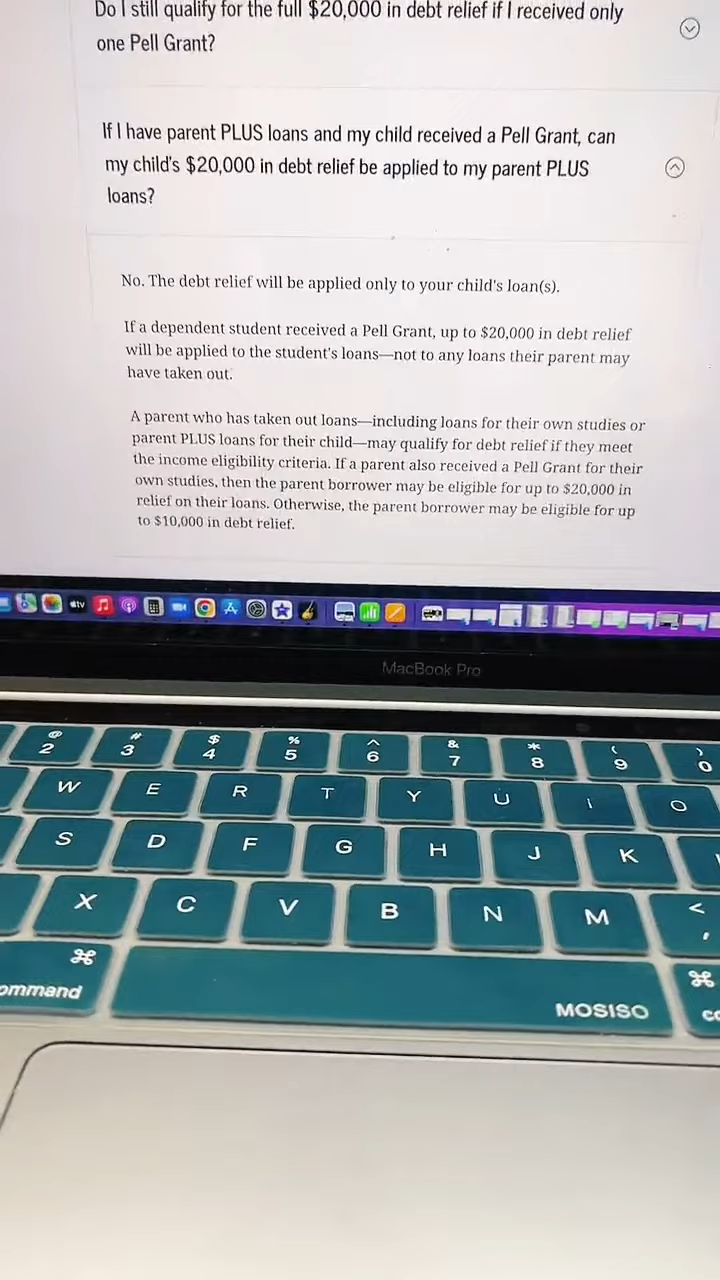 Do I still qualify for the full $20,000 in debt relief if I received only
one Pell Grant?
If I have parent PLUS loans and my child received a Pell Grant, can
my child's $20,000 in debt relief be applied to my parent PLUS
loans?
No. The debt relief will be applied only to your child's loan(s).
If a dependent student received a Pell Grant, up to $20,000 in debt relief
will be applied to the student's loans—not to any loans their parent may
have taken out.
A parent who has taken out loans—including loans for their own studies or
parent PLUS loans for their child—may qualify for debt relief if they meet
the income eligibility criteria. If a parent also received a Pell Grant for their
own studies, then the parent borrower may be eligible for up to $20,000 in
relief on their loans. Otherwise, the parent borrower may be eligible for up
to $10,000 in debt relief.
tv
MacBook Pro
@ # $ % ^ & * ( )
2 3 4 5 6 7 8 9 0
W E R T Y U I O
S D F G H J K
X C V B N M <
,
⌘ ⌘
ommand MOSISO co